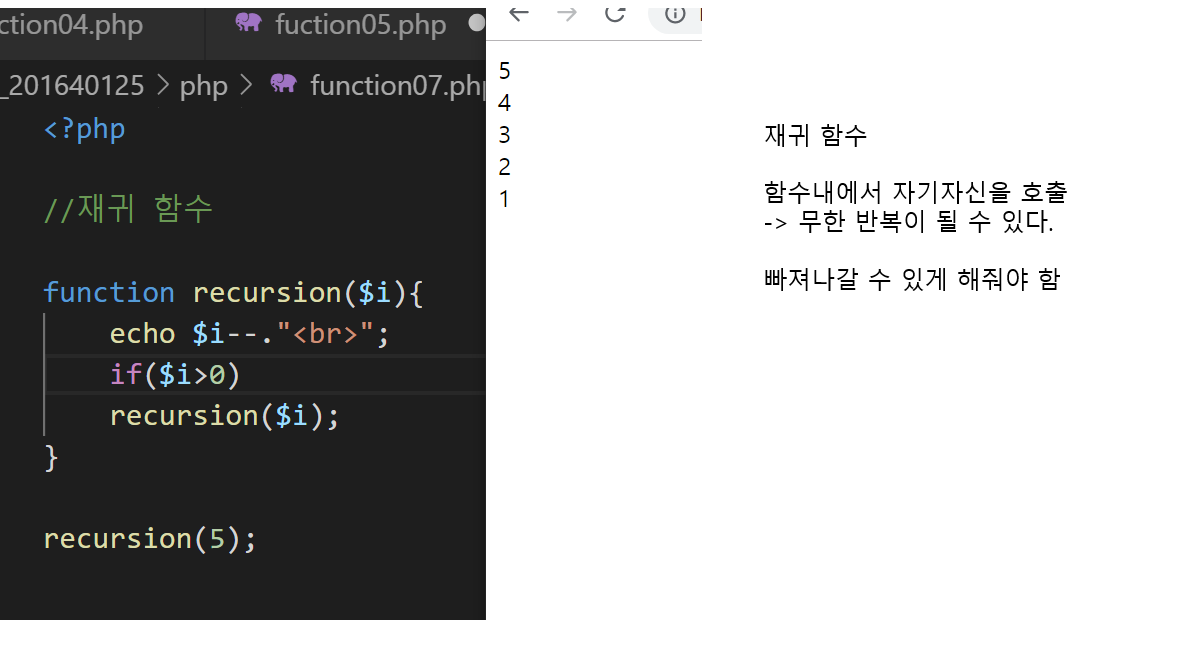 ction04.php
fuction05.php
_201640125 > php > function07.php
<?php
//재귀 함수
function recursion($i){
echo $i--."<br>";
if($i>0)
recursion($i);
}
recursion(5);
5
4
3
2
1
재귀 함수
함수내에서 자기자신을 호출
-> 무한 반복이 될 수 있다.
빠져나갈 수 있게 해줘야 함